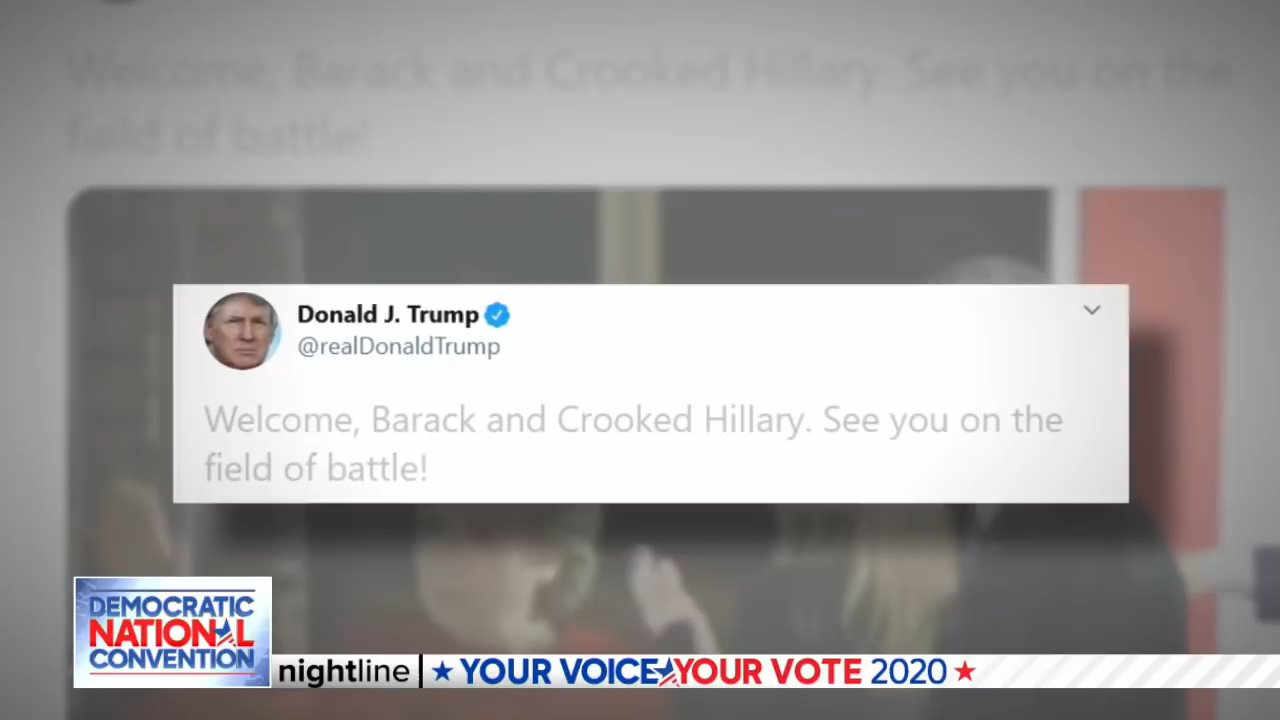 Welcome, Barack and Crooked Hillary. See you on the
field of battle!
Donald J. Trump
@realDonaldTrump
Welcome, Barack and Crooked Hillary. See you on the
field of battle!
DEMOCRATIC
NATIONAL
CONVENTION
nightline | YOUR VOICE YOUR VOTE 2020